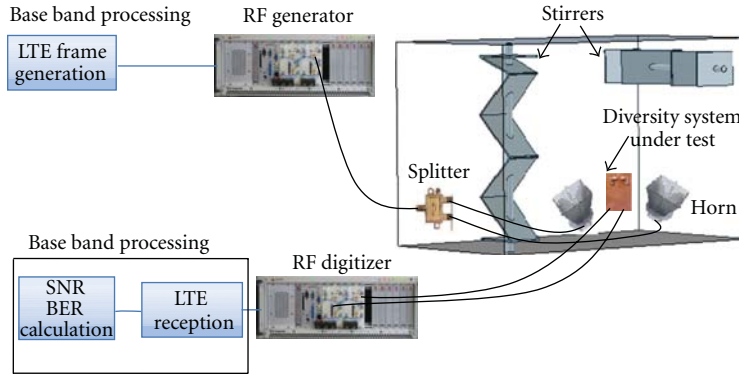 Base band processing
RF generator
LTE frame
generation
Stirrers
Diversity system
under test
Splitter
Horn
Base band processing
RF digitizer
SNR
BER
calculation
LTE
reception